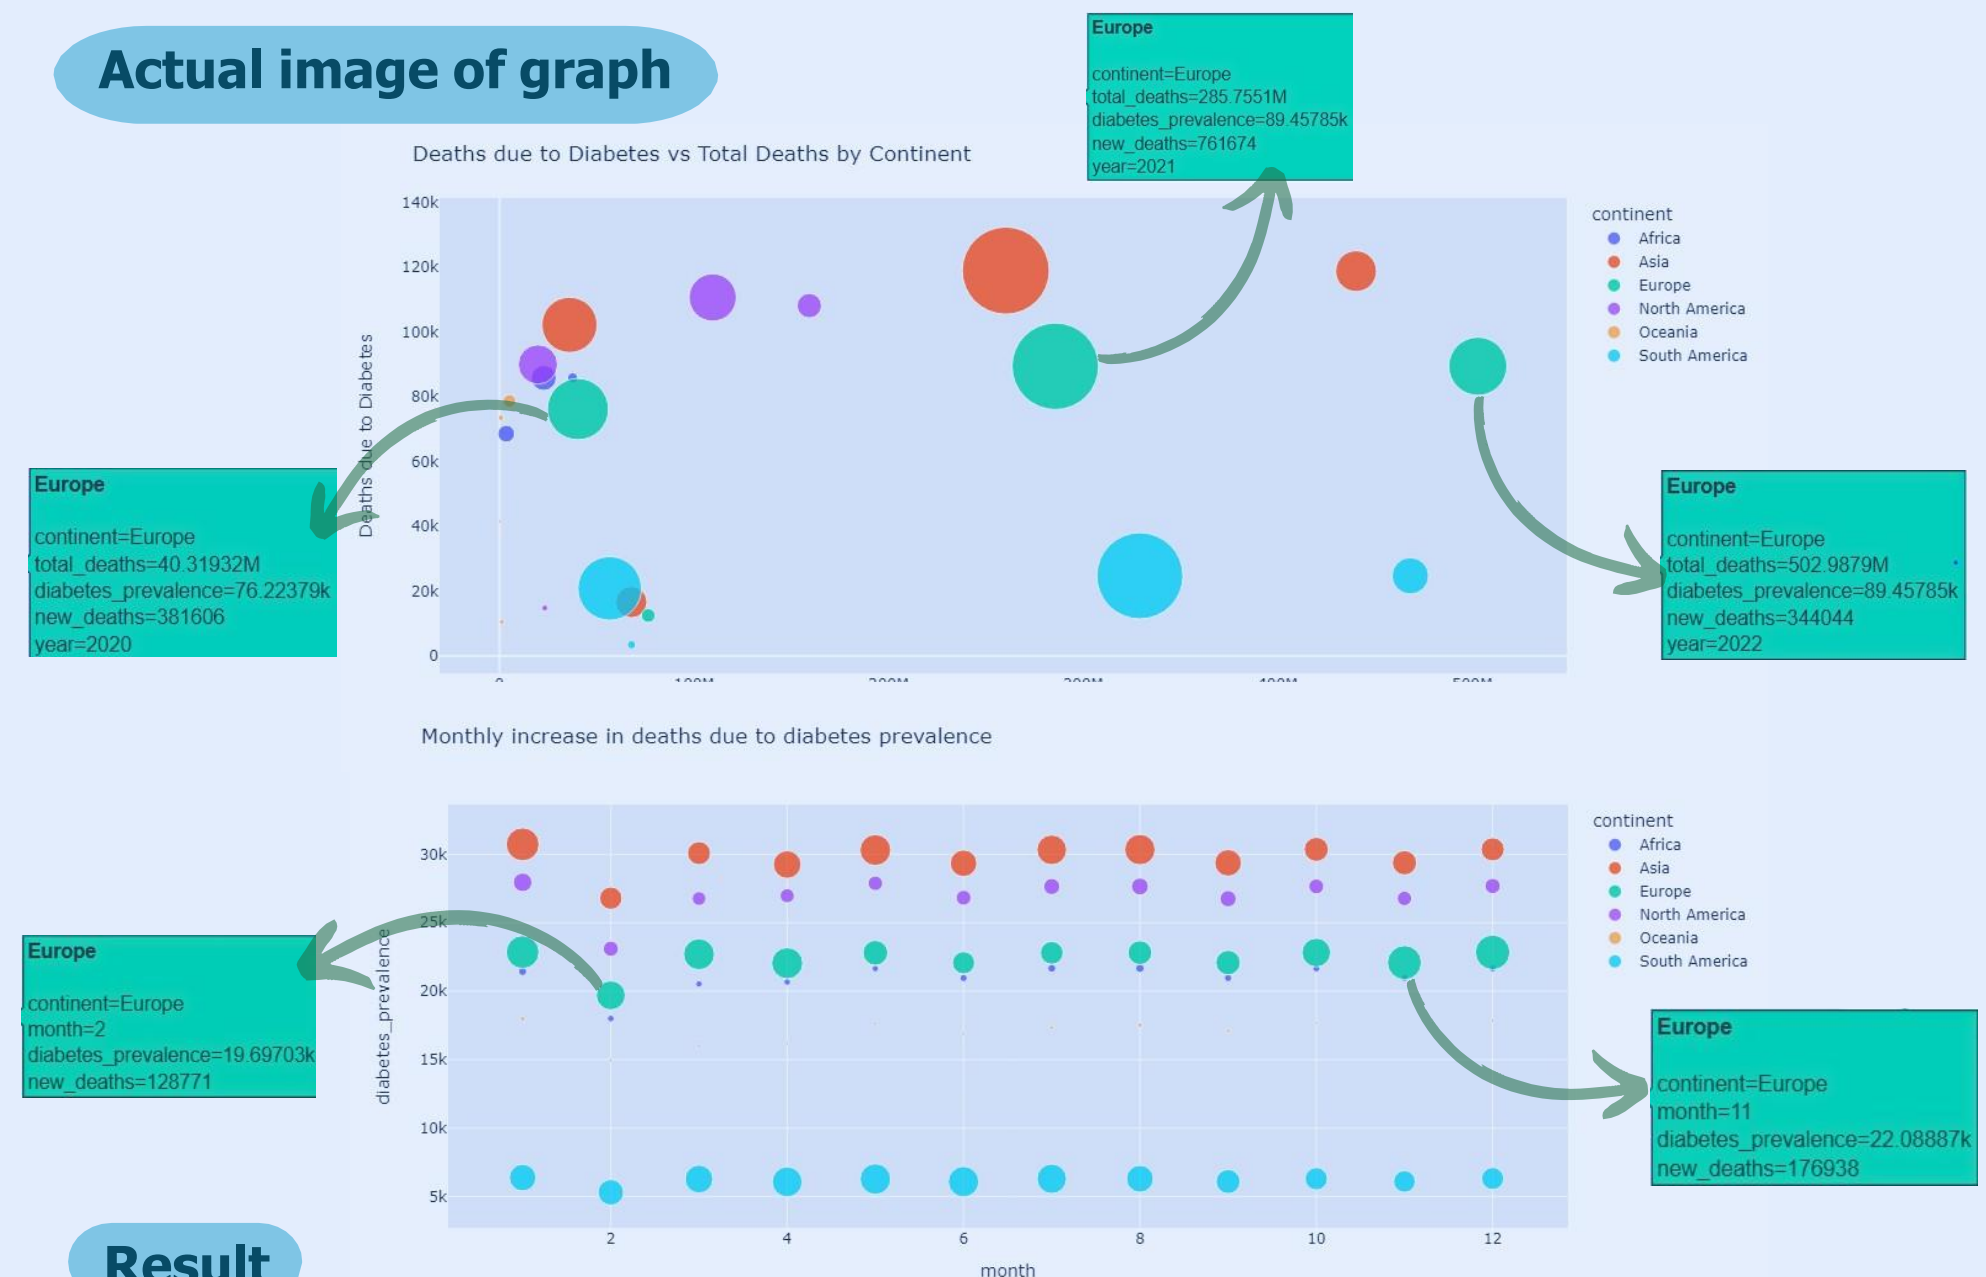 Actual image of graph
Europe
continent=Europe
total_deaths=285.7551M
diabetes_prevalence=89.45785k
new_deaths=761674
year=2021
Deaths due to Diabetes vs Total Deaths by Continent
140k
120k
100k
80k
60k
40k
20k
0
Deaths due to Diabetes
0
100M
200M
300M
400M
500M
continent
Africa
Asia
Europe
North America
Oceania
South America
Europe
continent=Europe
total_deaths=40.31932M
diabetes_prevalence=76.22379k
new_deaths=381606
year=2020
Europe
continent=Europe
total_deaths=502.9879M
diabetes_prevalence=89.45785k
new_deaths=344044
year=2022
Monthly increase in deaths due to diabetes prevalence
30k
25k
20k
15k
10k
5k
diabetes_prevalence
2
4
6
8
10
12
month
continent
Africa
Asia
Europe
North America
Oceania
South America
Europe
continent=Europe
month=2
diabetes_prevalence=19.69703k
new_deaths=128771
Europe
continent=Europe
month=11
diabetes_prevalence=22.08887k
new_deaths=176938
Result